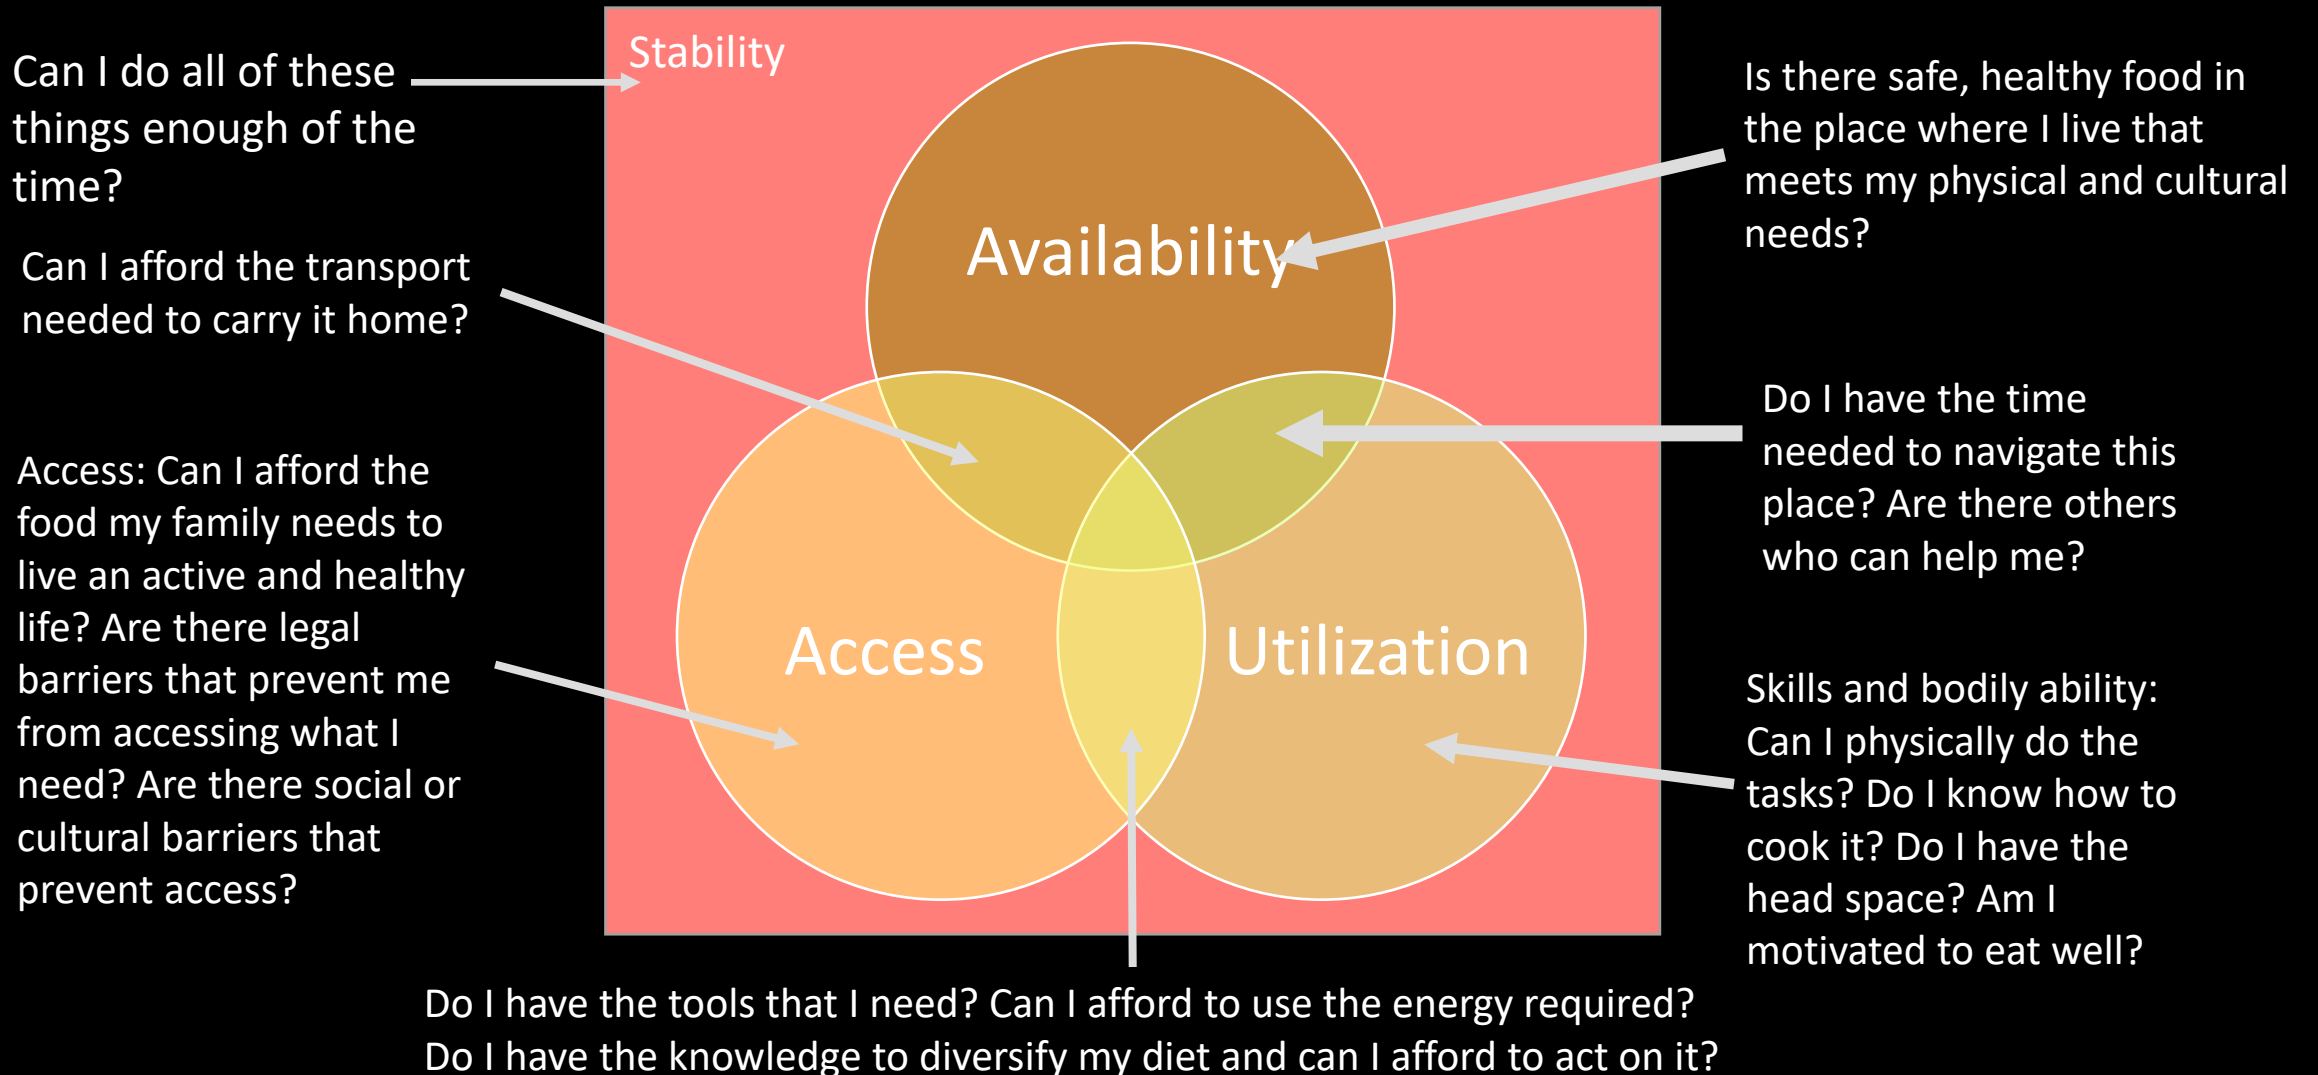 Stability
Can I do all of these
things enough of the
time?
Can I afford the transport
needed to carry it home?
Access: Can I afford the
food my family needs to
live an active and healthy
life? Are there legal
barriers that prevent me
from accessing what I
need? Are there social or
cultural barriers that
prevent access?
Availability
Access
Utilization
Is there safe, healthy food in
the place where I live that
meets my physical and cultural
needs?
Do I have the time
needed to navigate this
place? Are there others
who can help me?
Skills and bodily ability:
Can I physically do the
tasks? Do I know how to
cook it? Do I have the
head space? Am I
motivated to eat well?
Do I have the tools that I need? Can I afford to use the energy required?
Do I have the knowledge to diversify my diet and can I afford to act on it?